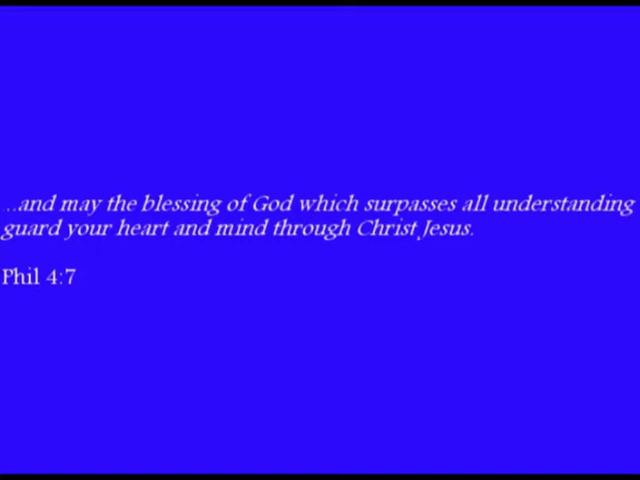 ...and may the blessing of God which surpasses all understanding
guard your heart and mind through Christ Jesus.
Phil 4:7